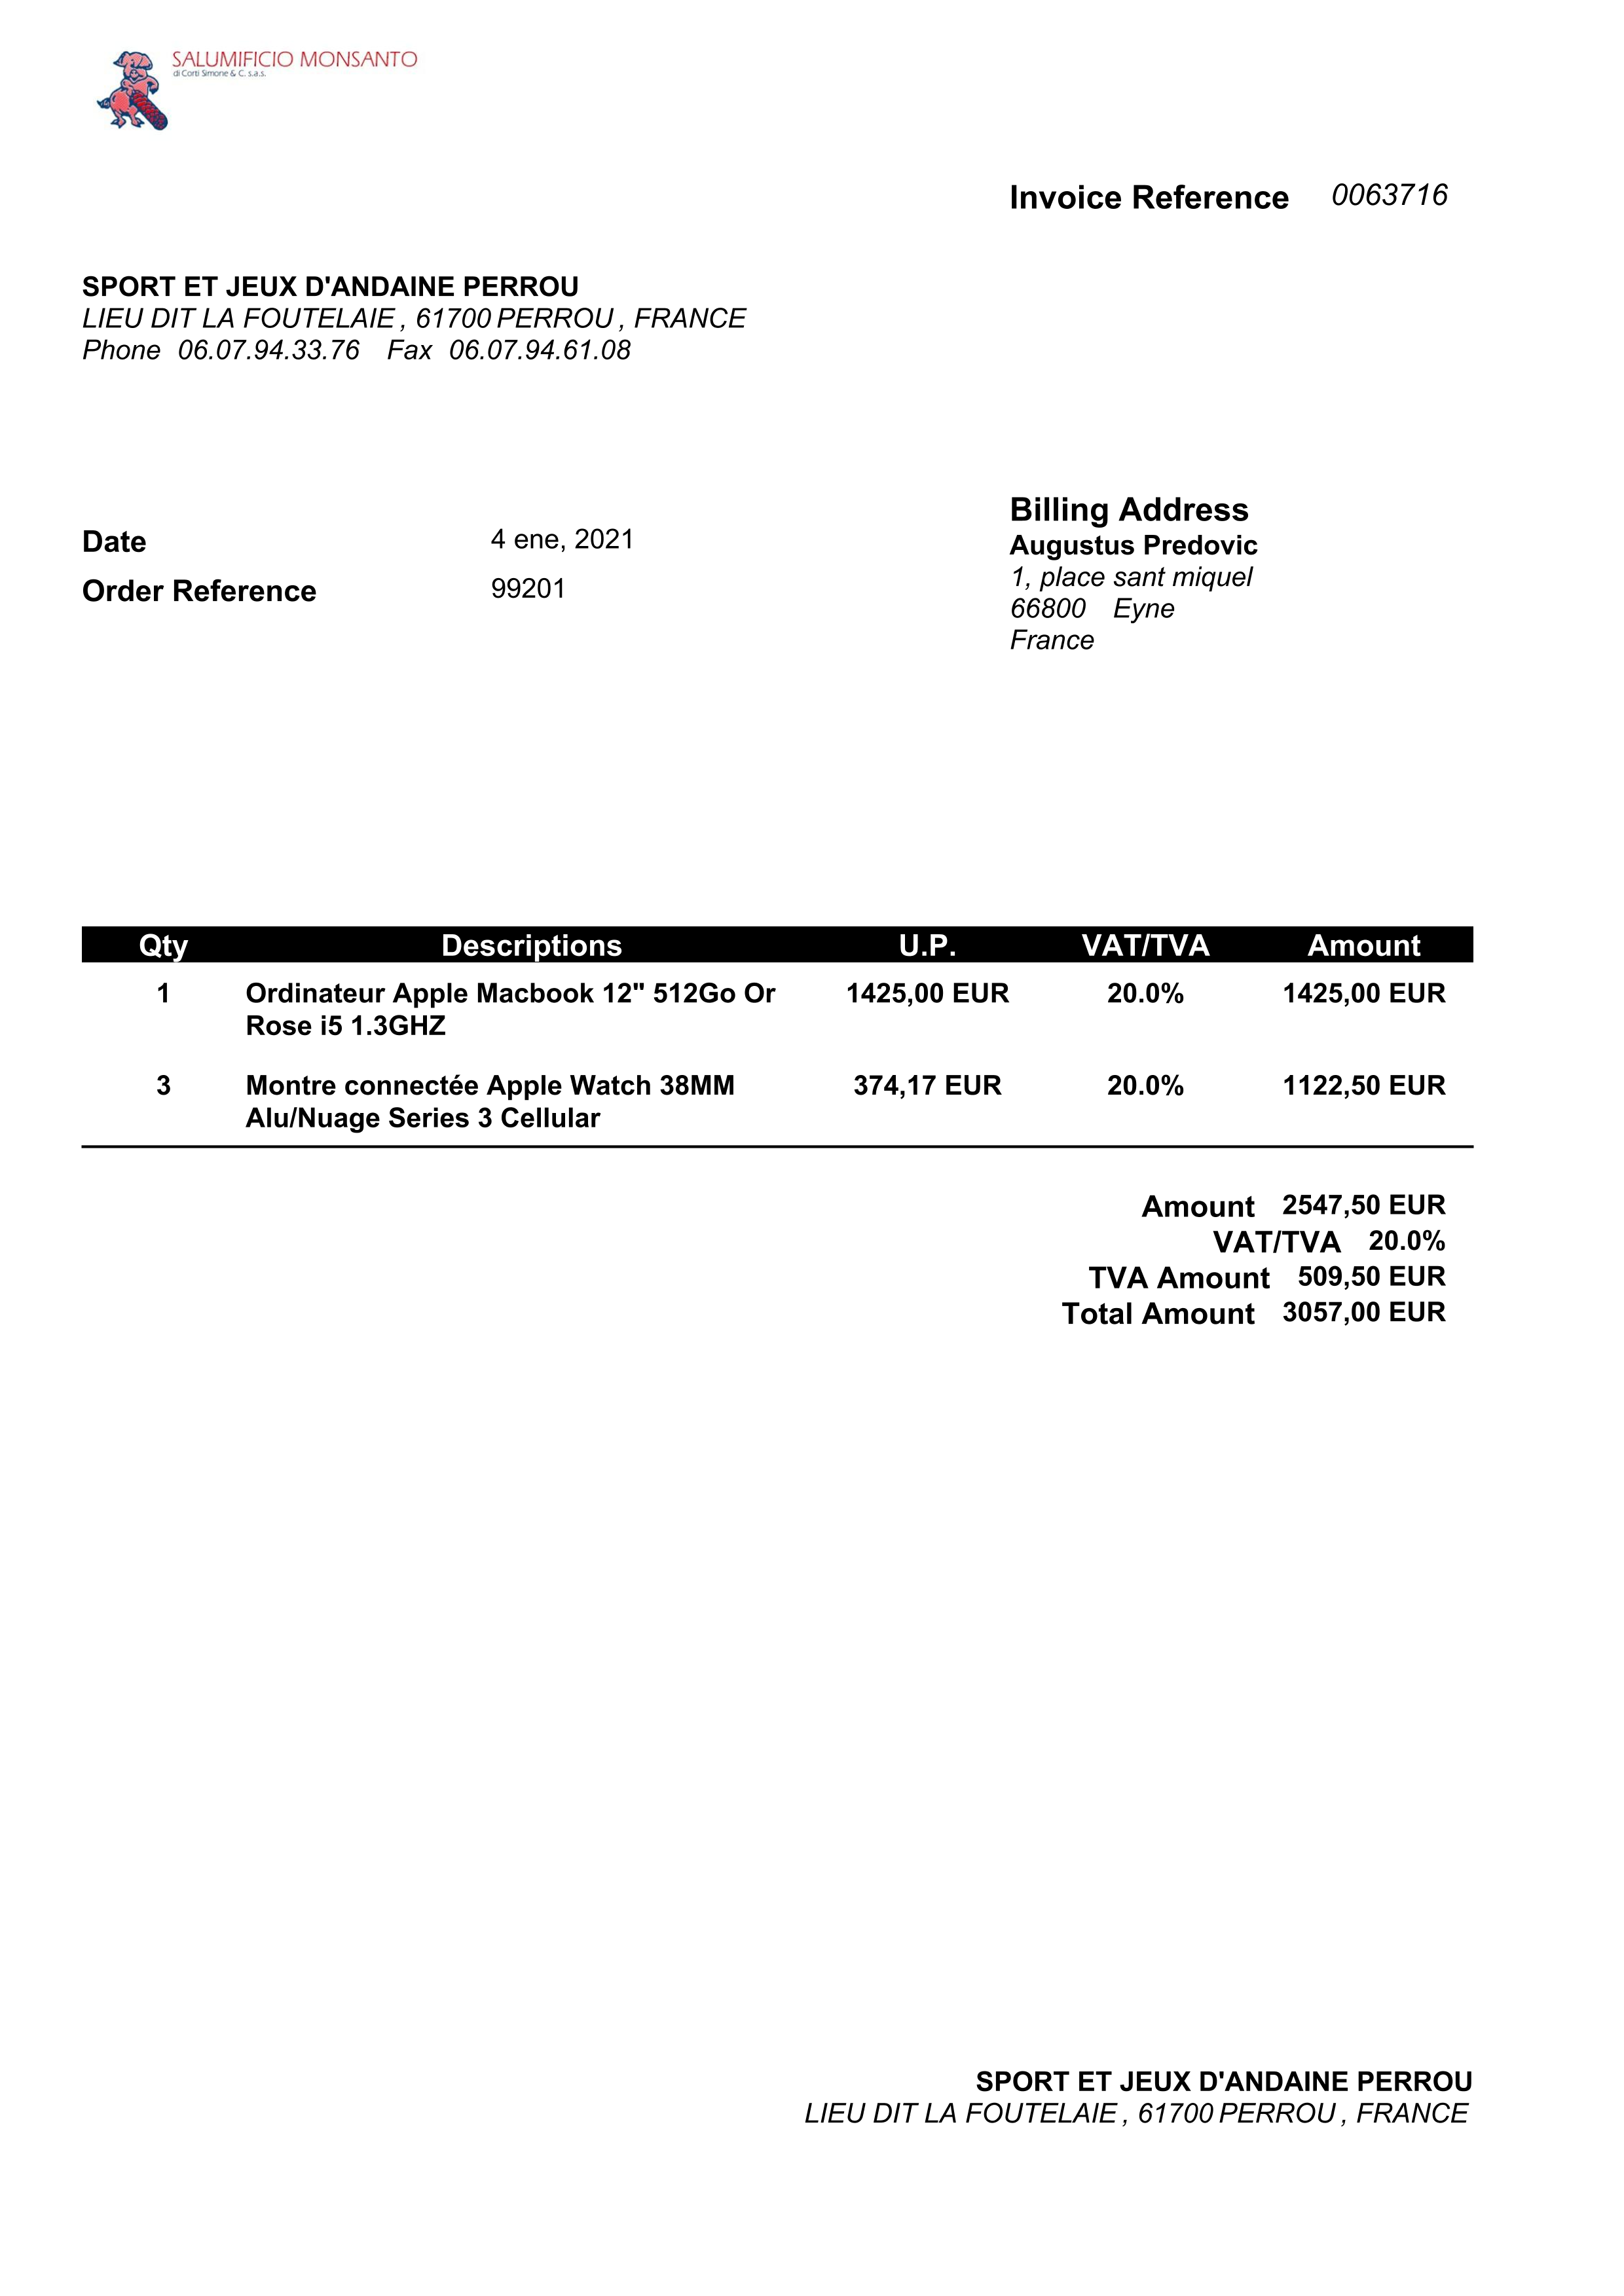 SALUMIFICIO MONSANTO
di Corti Simone & C. s.a.s.
Invoice Reference 0063716
SPORT ET JEUX D'ANDAINE PERROU
LIEU DIT LA FOUTELAIE , 61700 PERROU , FRANCE
Phone 06.07.94.33.76 Fax 06.07.94.61.08
Date 4 ene, 2021
Order Reference 99201
Billing Address
Augustus Predovic
1, place sant miquel
66800 Eyne
France
Qty Descriptions U.P. VAT/TVA Amount
1 Ordinateur Apple Macbook 12" 512Go Or 1425,00 EUR 20.0% 1425,00 EUR
Rose i5 1.3GHZ
3 Montre connectée Apple Watch 38MM 374,17 EUR 20.0% 1122,50 EUR
Alu/Nuage Series 3 Cellular
Amount 2547,50 EUR
VAT/TVA 20.0%
TVA Amount 509,50 EUR
Total Amount 3057,00 EUR
SPORT ET JEUX D'ANDAINE PERROU
LIEU DIT LA FOUTELAIE , 61700 PERROU , FRANCE